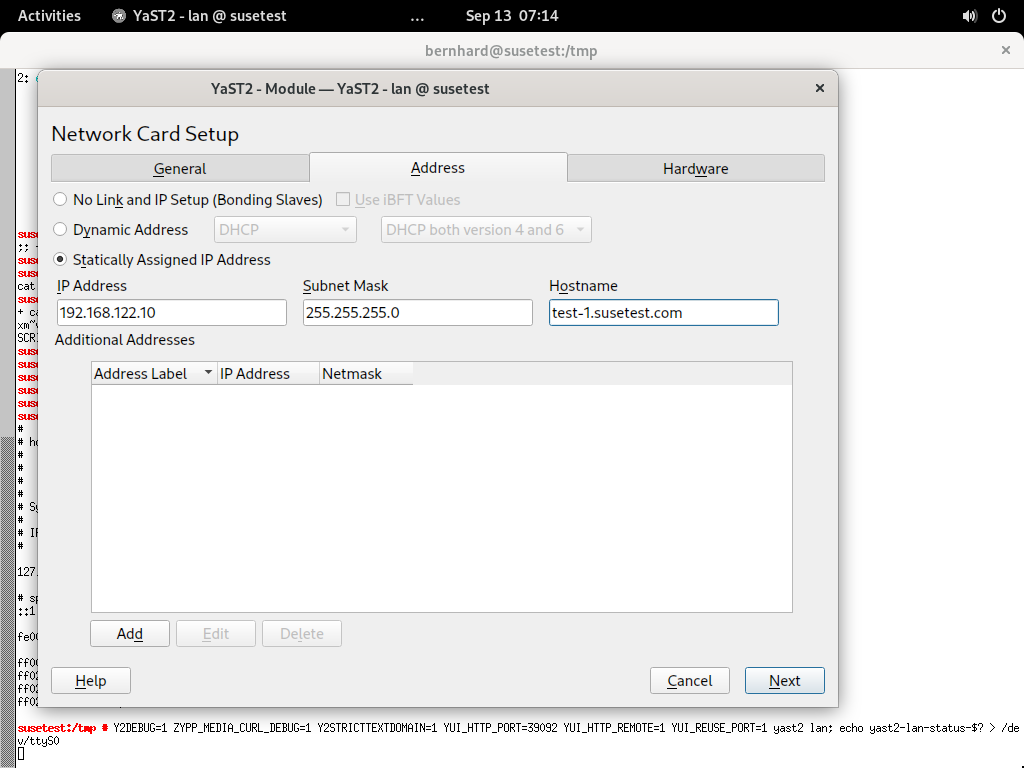 Activities YaST2 - lan @ susetest ... Sep 13 07:14
bernhard@susetest:/tmp
2:
YaST2 - Module — YaST2 - lan @ susetest
Network Card Setup
General Address Hardware
No Link and IP Setup (Bonding Slaves) Use iBFT Values
Dynamic Address DHCP DHCP both version 4 and 6
Statically Assigned IP Address
IP Address Subnet Mask Hostname
192.168.122.10 255.255.255.0 test-1.susetest.com
Additional Addresses
Address Label IP Address Netmask
Add Edit Delete
Help Cancel Next
cat
#
#
#
#
#
#
#
127.
::1
susetest:/tmp # Y2DEBUG=1 ZYPP_MEDIA_CURL_DEBUG=1 Y2STRICTTEXTDOMAIN=1 YUI_HTTP_PORT=39092 YUI_HTTP_REMOTE=1 YUI_REUSE_PORT=1 yast2 lan; echo yast2-lan-status-$? > /de
v/ttyS0